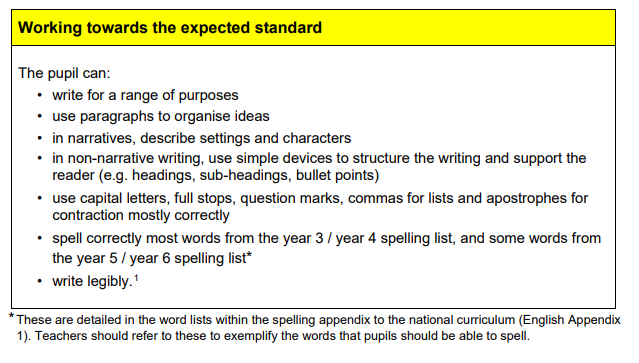 Working towards the expected standard
The pupil can:
• write for a range of purposes
• use paragraphs to organise ideas
• in narratives, describe settings and characters
• in non-narrative writing, use simple devices to structure the writing and support the
reader (e.g. headings, sub-headings, bullet points)
• use capital letters, full stops, question marks, commas for lists and apostrophes for
contraction mostly correctly
• spell correctly most words from the year 3 / year 4 spelling list, and some words from
the year 5 / year 6 spelling list*
• write legibly.1
* These are detailed in the word lists within the spelling appendix to the national curriculum (English Appendix
1). Teachers should refer to these to exemplify the words that pupils should be able to spell.